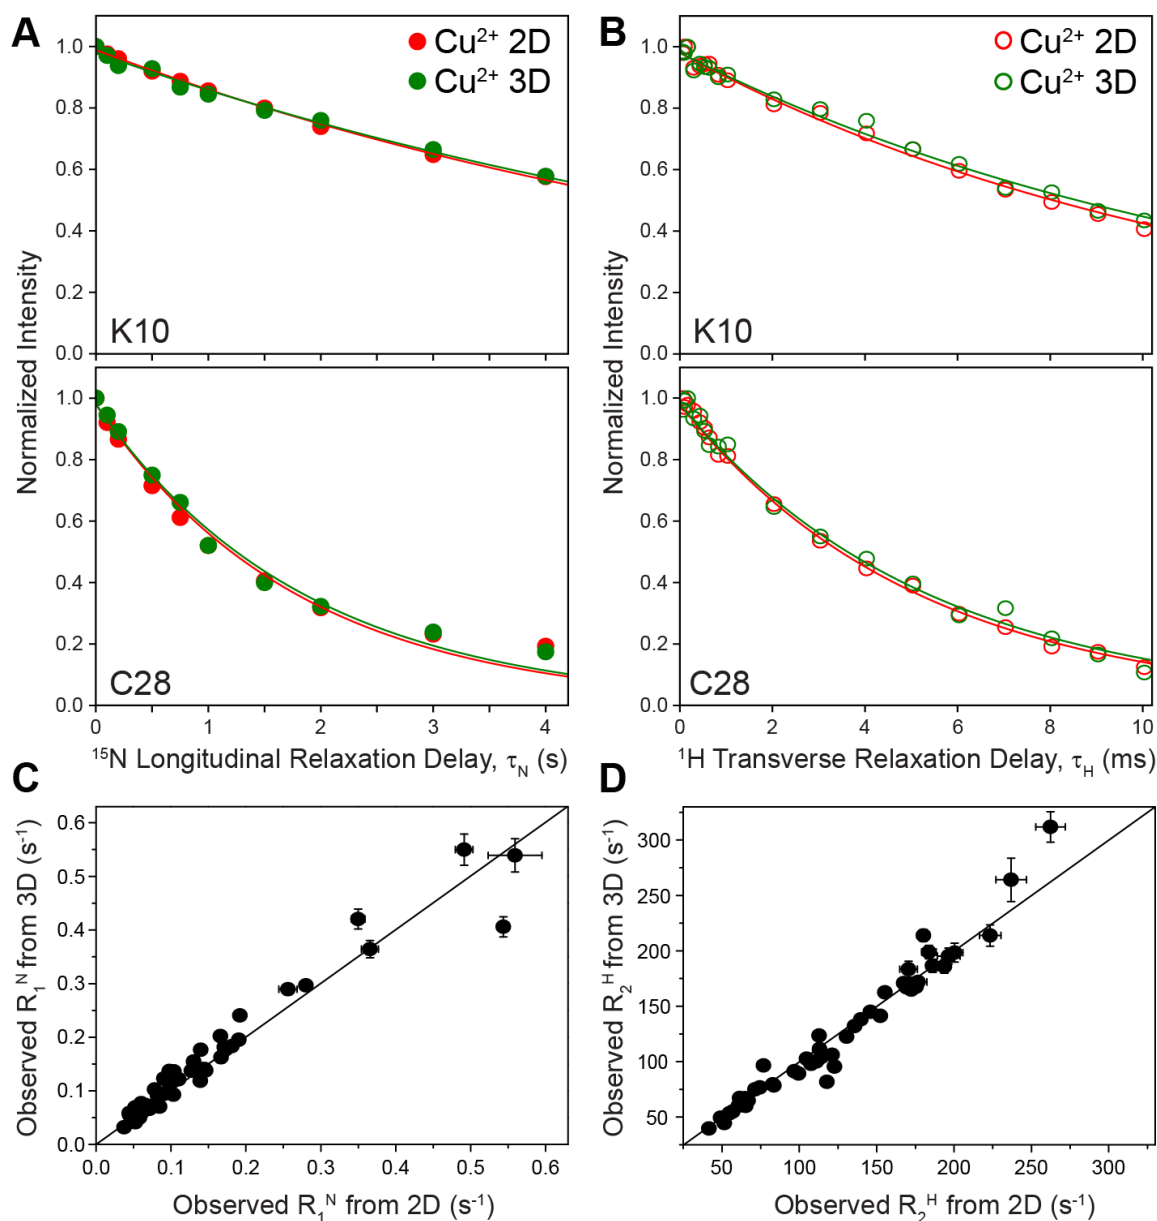 A
B
Cu²⁺ 2D
Cu²⁺ 3D
Cu²⁺ 2D
Cu²⁺ 3D
1.0
0.8
0.6
0.4
0.2
0.0
K10
1.0
0.8
0.6
0.4
0.2
0.0
K10
Normalized Intensity
Normalized Intensity
1.0
0.8
0.6
0.4
0.2
0.0
C28
0 1 2 3 4
¹⁵N Longitudinal Relaxation Delay, τ_N (s)
1.0
0.8
0.6
0.4
0.2
0.0
C28
0 2 4 6 8 10
¹H Transverse Relaxation Delay, τ_H (ms)
C
D
Observed R₁ᴺ from 3D (s⁻¹)
0.6
0.5
0.4
0.3
0.2
0.1
0.0
0.0 0.1 0.2 0.3 0.4 0.5 0.6
Observed R₁ᴺ from 2D (s⁻¹)
Observed R₂ᴴ from 3D (s⁻¹)
300
250
200
150
100
50
50 100 150 200 250 300
Observed R₂ᴴ from 2D (s⁻¹)